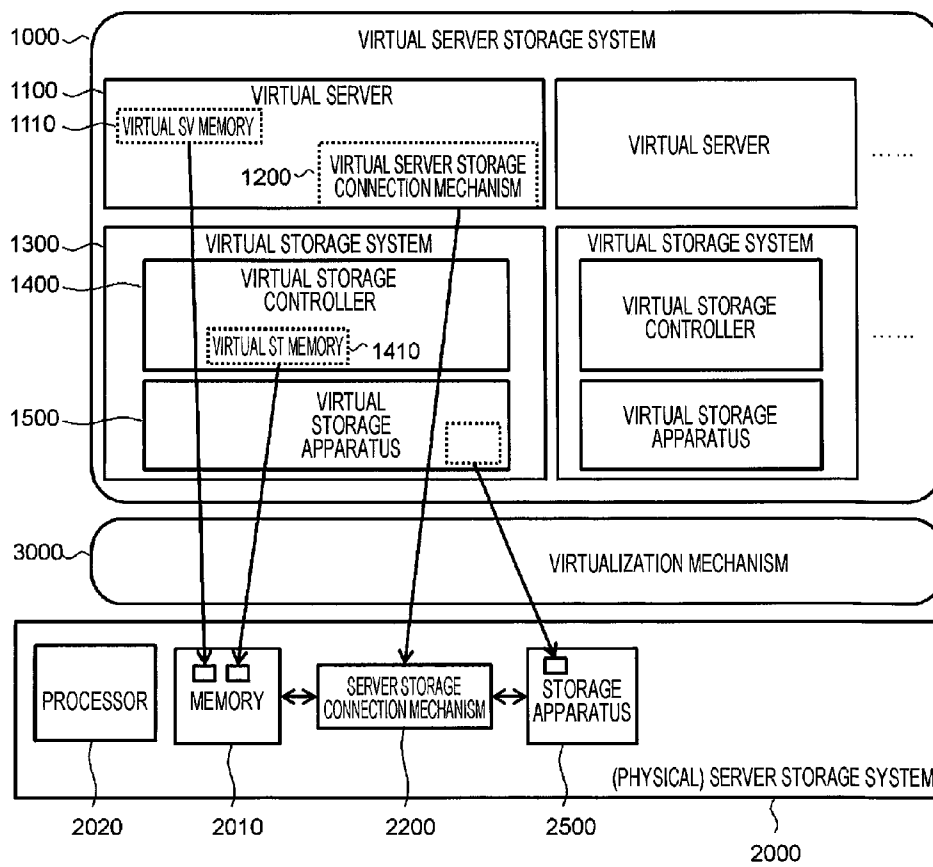 1000
VIRTUAL SERVER STORAGE SYSTEM
1100
VIRTUAL SERVER
1110
VIRTUAL SV MEMORY
1200
VIRTUAL SERVER STORAGE
CONNECTION MECHANISM
VIRTUAL SERVER
......
1300
VIRTUAL STORAGE SYSTEM
1400
VIRTUAL STORAGE
CONTROLLER
VIRTUAL ST MEMORY
1410
1500
VIRTUAL
STORAGE
APPARATUS
VIRTUAL STORAGE SYSTEM
VIRTUAL STORAGE
CONTROLLER
......
VIRTUAL STORAGE
APPARATUS
3000
VIRTUALIZATION MECHANISM
PROCESSOR
MEMORY
SERVER STORAGE
CONNECTION MECHANISM
STORAGE
APPARATUS
(PHYSICAL) SERVER STORAGE SYSTEM
2020
2010
2200
2500
2000